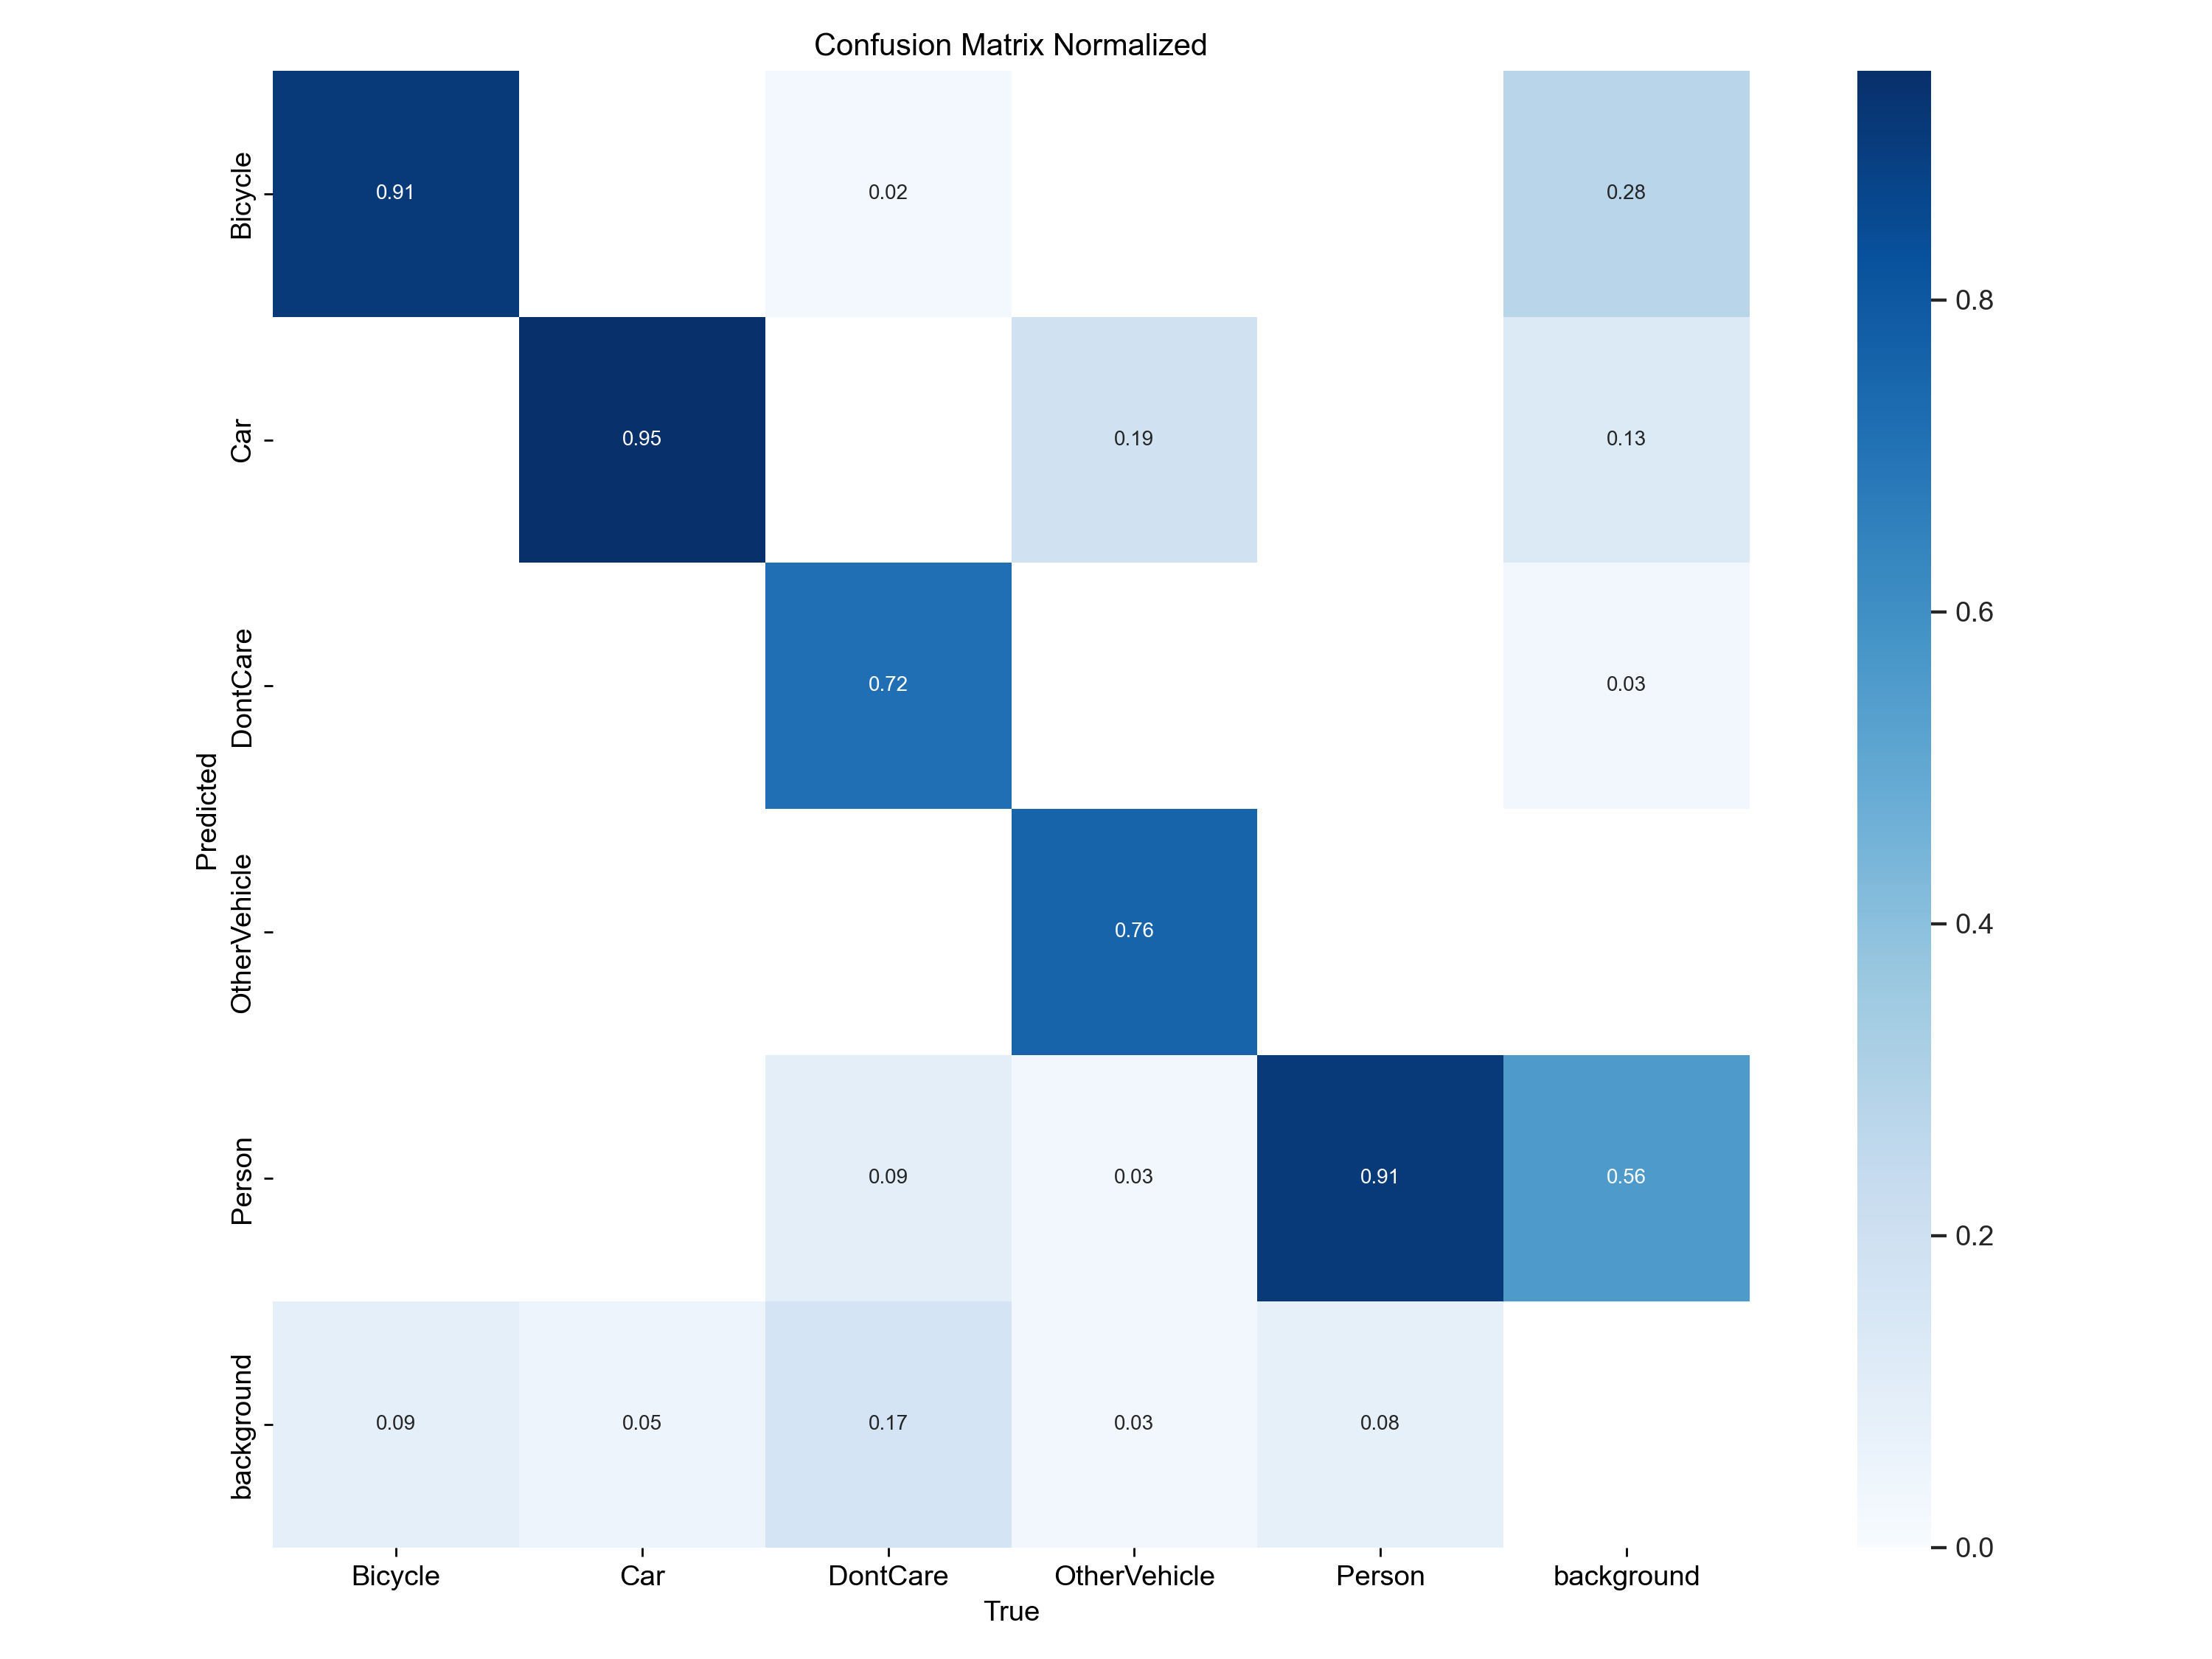 Confusion Matrix Normalized
Bicycle
0.91
0.02
0.28
0.8
Car
0.95
0.19
0.13
0.6
DontCare
0.72
0.03
Predicted
OtherVehicle
0.76
0.4
Person
0.09
0.03
0.91
0.56
0.2
background
0.09
0.05
0.17
0.03
0.08
0.0
Bicycle
Car
DontCare
OtherVehicle
Person
background
True